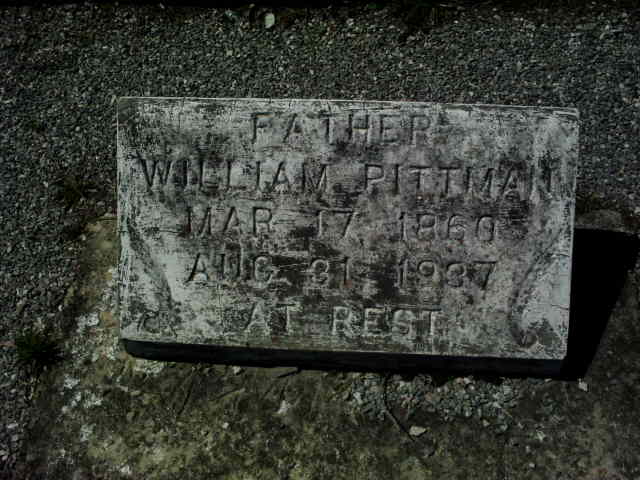 FATHER
WILLIAM PITTMAN
MAR 17, 1860
AUG. 31, 1937
AT REST